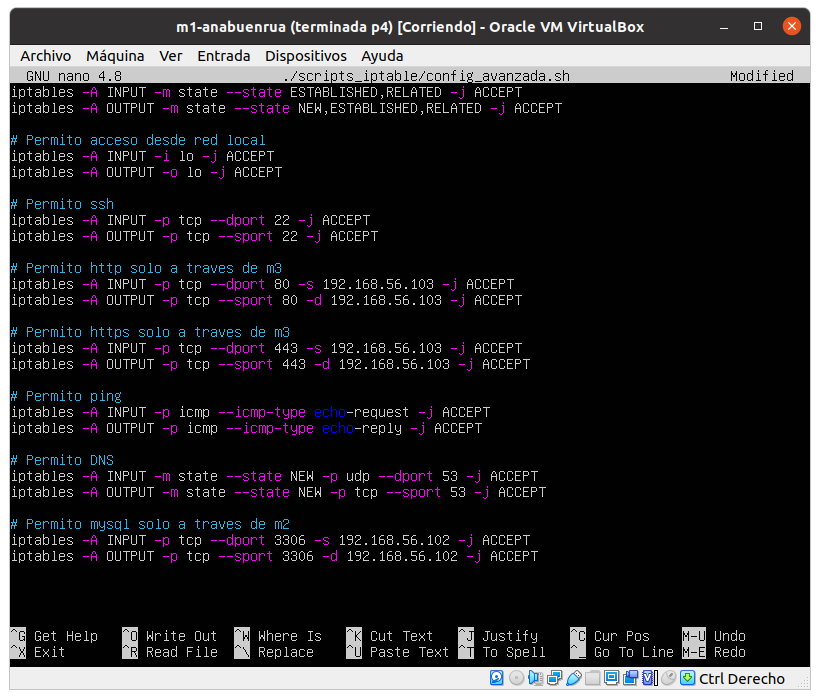 m1-anabuenrua (terminada p4) [Corriendo] - Oracle VM VirtualBox
Archivo Máquina Ver Entrada Dispositivos Ayuda
GNU nano 4.8 ./scripts_iptable/config_avanzada.sh Modified
iptables -A INPUT -m state --state ESTABLISHED,RELATED -j ACCEPT
iptables -A OUTPUT -m state --state NEW,ESTABLISHED,RELATED -j ACCEPT
# Permito acceso desde red local
iptables -A INPUT -i lo -j ACCEPT
iptables -A OUTPUT -o lo -j ACCEPT
# Permito ssh
iptables -A INPUT -p tcp --dport 22 -j ACCEPT
iptables -A OUTPUT -p tcp --sport 22 -j ACCEPT
# Permito http solo a traves de m3
iptables -A INPUT -p tcp --dport 80 -s 192.168.56.103 -j ACCEPT
iptables -A OUTPUT -p tcp --sport 80 -d 192.168.56.103 -j ACCEPT
# Permito https solo a traves de m3
iptables -A INPUT -p tcp --dport 443 -s 192.168.56.103 -j ACCEPT
iptables -A OUTPUT -p tcp --sport 443 -d 192.168.56.103 -j ACCEPT
# Permito ping
iptables -A INPUT -p icmp --icmp-type echo-request -j ACCEPT
iptables -A OUTPUT -p icmp --icmp-type echo-reply -j ACCEPT
# Permito DNS
iptables -A INPUT -m state --state NEW -p udp --dport 53 -j ACCEPT
iptables -A OUTPUT -m state --state NEW -p tcp --sport 53 -j ACCEPT
# Permito mysql solo a traves de m2
iptables -A INPUT -p tcp --dport 3306 -s 192.168.56.102 -j ACCEPT
iptables -A OUTPUT -p tcp --sport 3306 -d 192.168.56.102 -j ACCEPT
^G Get Help ^O Write Out ^W Where Is ^K Cut Text ^J Justify ^C Cur Pos M-U Undo
^X Exit ^R Read File ^\ Replace ^U Paste Text ^T To Spell ^_ Go To Line M-E Redo
Ctrl Derecho